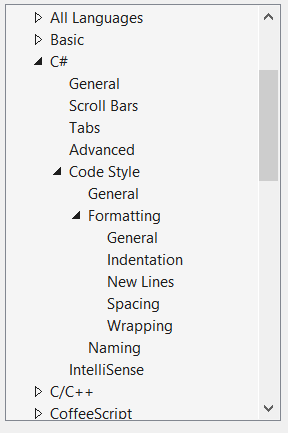 All Languages
Basic
C#
General
Scroll Bars
Tabs
Advanced
Code Style
General
Formatting
General
Indentation
New Lines
Spacing
Wrapping
Naming
IntelliSense
C/C++
CoffeeScript